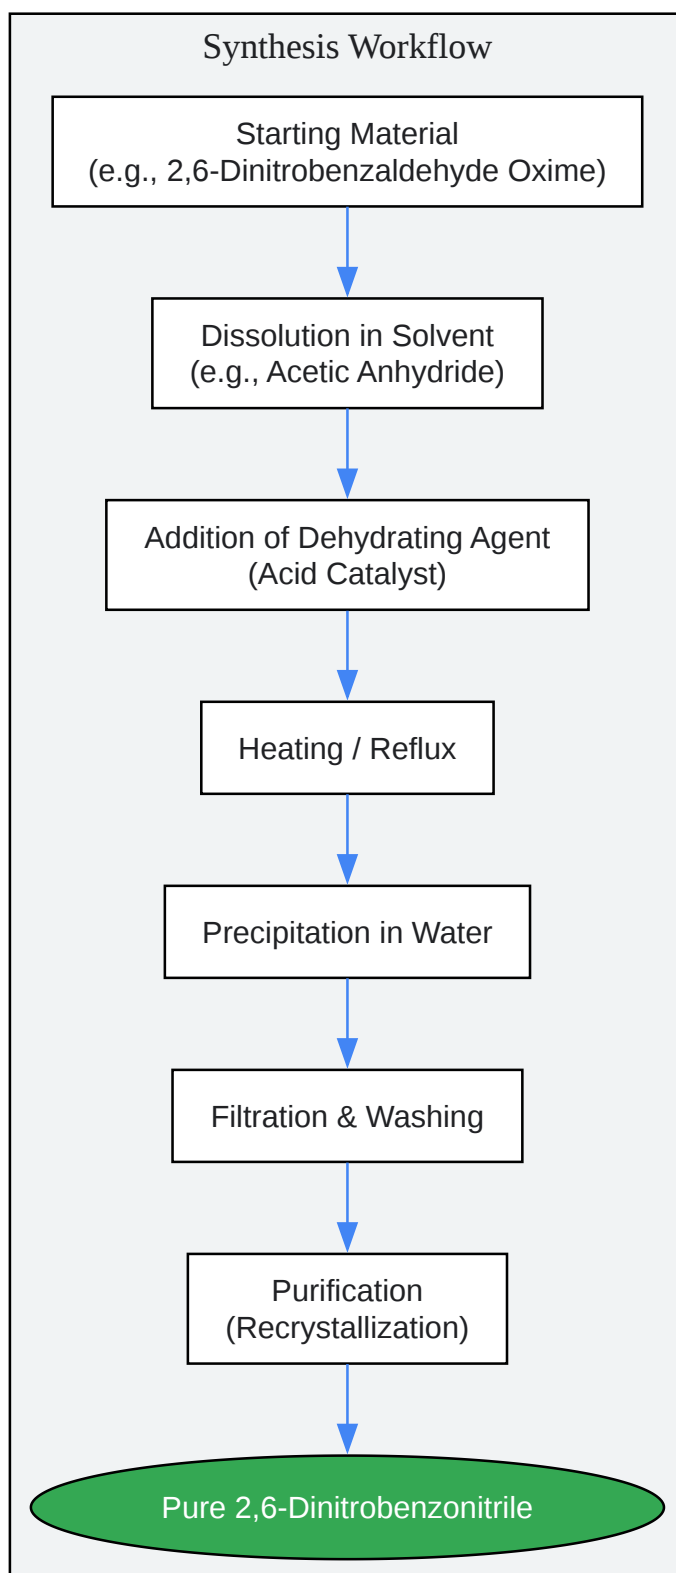 Synthesis Workflow
Starting Material
(e.g., 2,6-Dinitrobenzaldehyde Oxime)
Dissolution in Solvent
(e.g., Acetic Anhydride)
Addition of Dehydrating Agent
(Acid Catalyst)
Heating / Reflux
Precipitation in Water
Filtration & Washing
Purification
(Recrystallization)
Pure 2,6-Dinitrobenzonitrile